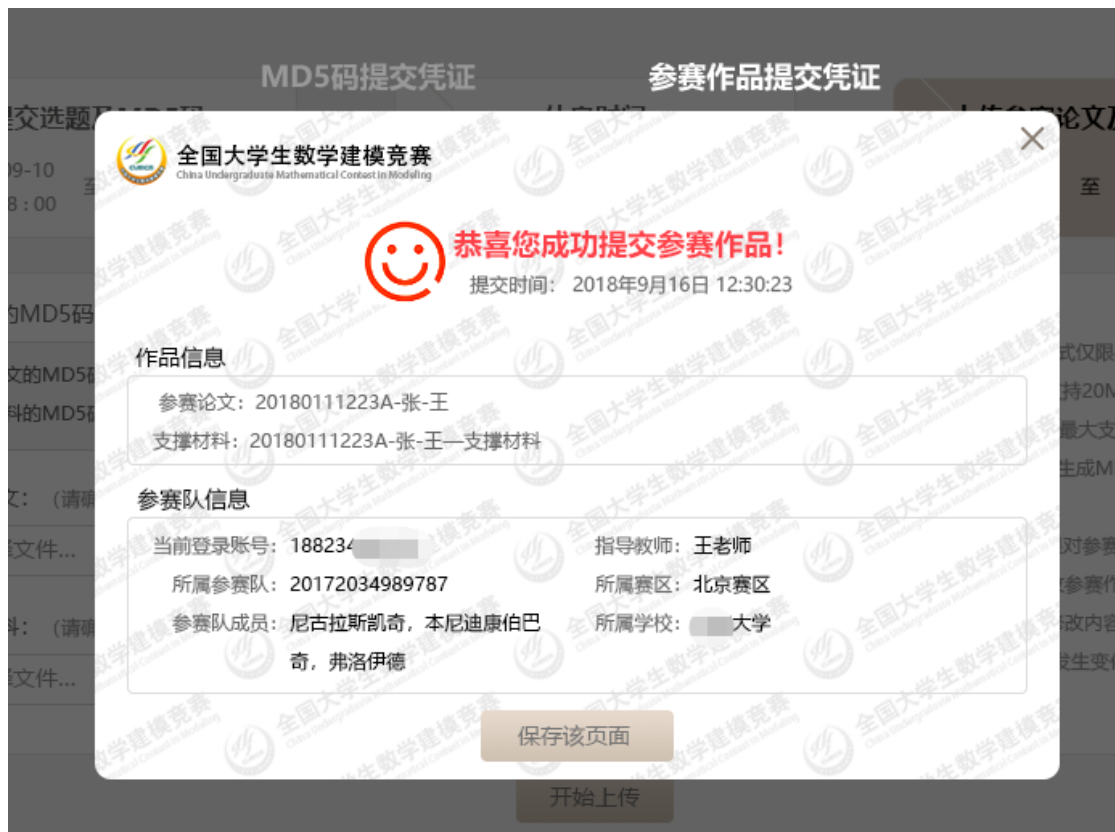 MD5码提交凭证
参赛作品提交凭证
全国大学生数学建模竞赛
China Undergraduate Mathematical Contest in Modeling
恭喜您成功提交参赛作品!
提交时间: 2018年9月16日 12:30:23
作品信息
参赛论文: 20180111223A-张-王
支撑材料: 20180111223A-张-王—支撑材料
参赛队信息
当前登录账号: 188234
指导教师: 王老师
所属参赛队: 20172034989787
所属赛区: 北京赛区
参赛队成员: 尼古拉斯凯奇, 本尼迪康伯巴
奇, 弗洛伊德
所属学校: 大学
保存该页面
开始上传